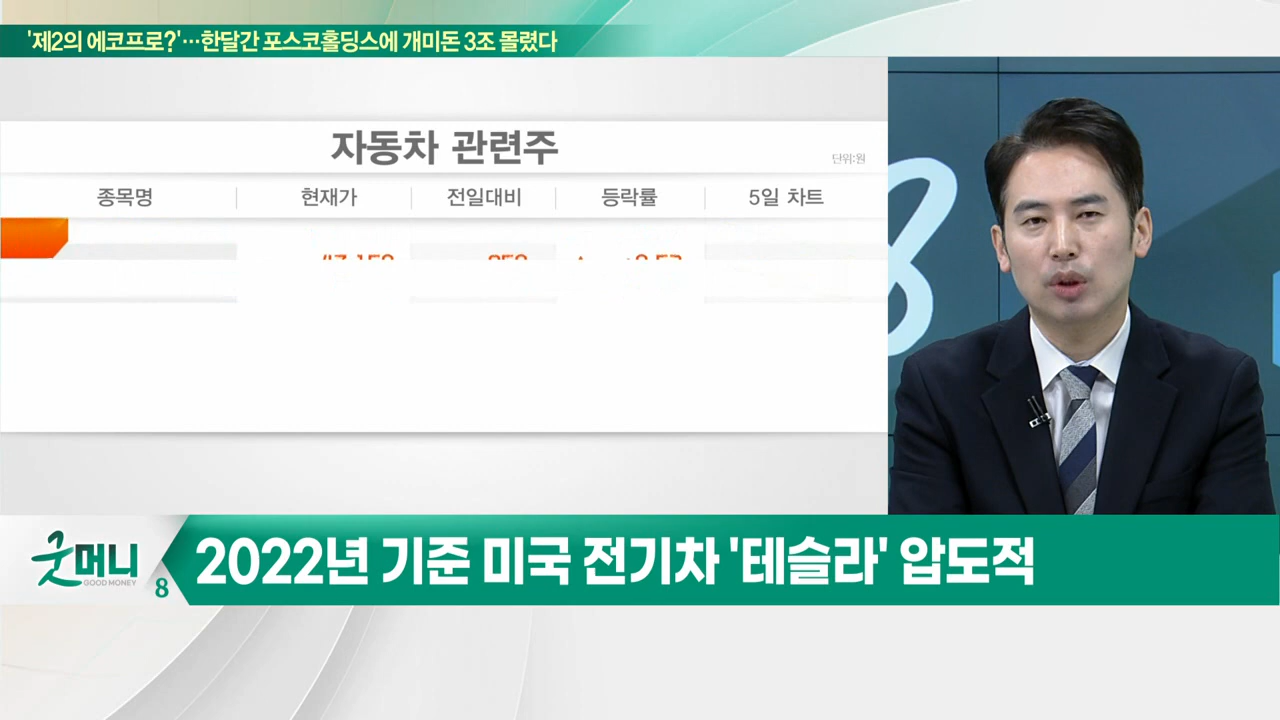 '제2의 에코프로?'…한달간 포스코홀딩스에 개미돈 3조 몰렸다
자동차 관련주
단위:원
종목명 현재가 전일대비 등락률 5일 차트
굿머니
GOOD MONEY
8
2022년 기준 미국 전기차 '테슬라' 압도적